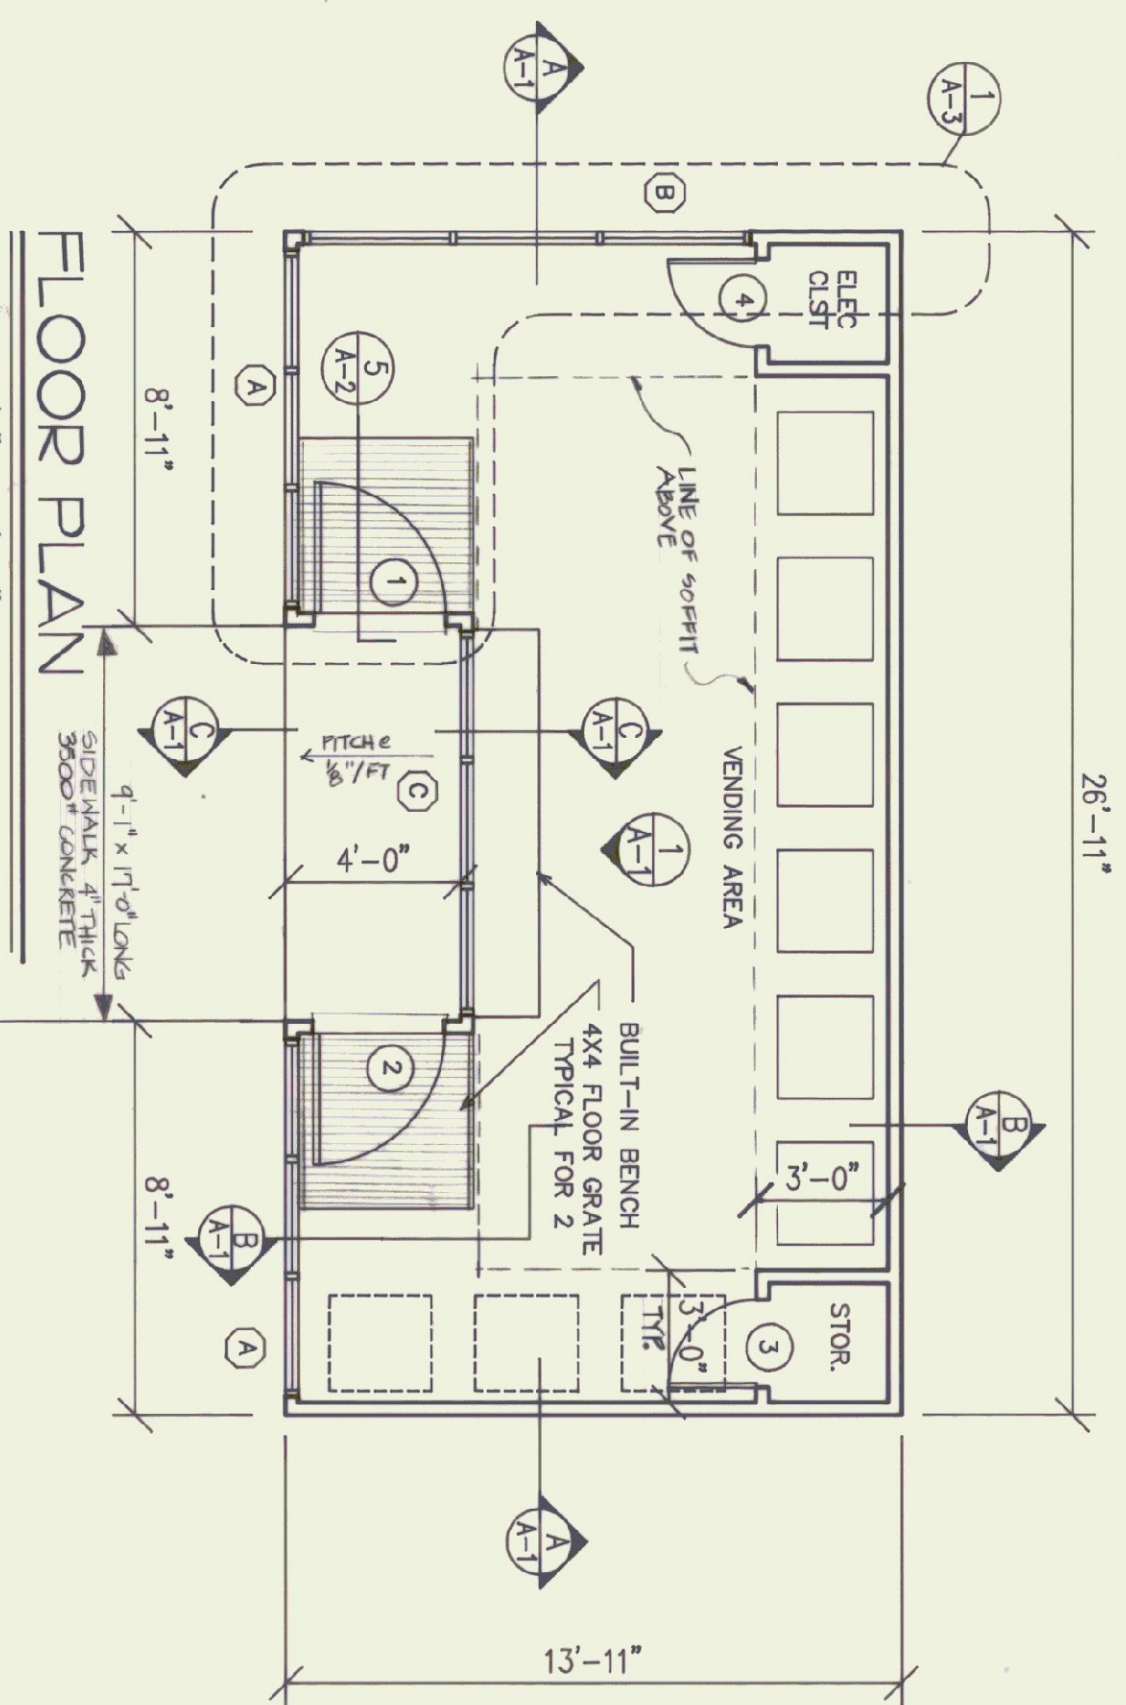 26'-11"
1
A-3
B
A-1
ELEC
CLST
STOR.
3'-0"
4
VENDING AREA
3
LINE OF SOFFIT
ABOVE
3'-0"
TYP.
B
1
A-1
C
A-1
BUILT-IN BENCH
4X4 FLOOR GRATE
TYPICAL FOR 2
13'-11"
A
A-1
A
A-1
C
1
2
4'-0"
PITCH @
1/8"/FT
5
A-2
A
B
A-1
A
C
A-1
8'-11"
8'-11"
9'-1" x 17'-0" LONG
SIDEWALK 4" THICK
3500# CONCRETE
FLOOR PLAN